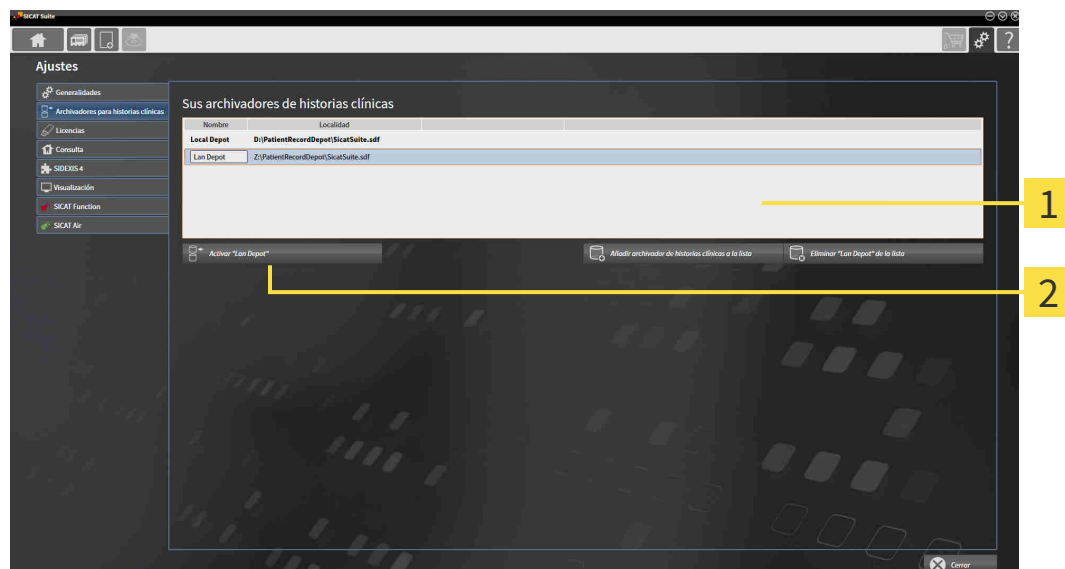 SICAT Suite
?
Ajustes
Generalidades
Archivadores para historias clínicas
Licencias
Consulta
SIDEXIS 4
Visualización
SICAT Function
SICAT Air
Sus archivadores de historias clínicas
Nombre Localidad
Local Depot D:\PatientRecordDepot\SicatSuite.sdf
Lan Depot Z:\PatientRecordDepot\SicatSuite.sdf
1
Activar "Lan Depot" Añadir archivador de historias clínicas a la lista Eliminar "Lan Depot" de la lista
2
Cerrar